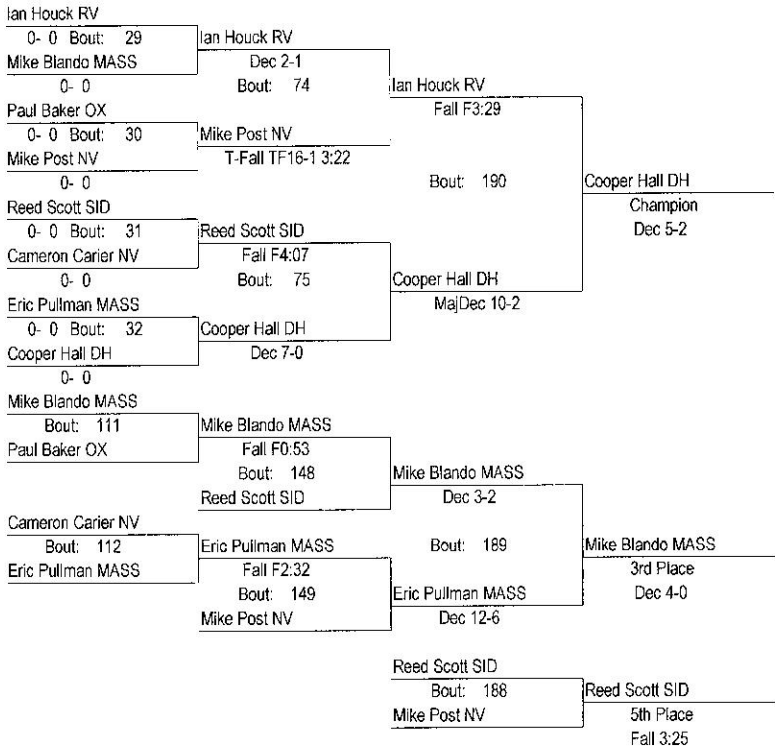 Ian Houck RV
0- 0 Bout: 29
Mike Blando MASS
0- 0
Ian Houck RV
Dec 2-1
Bout: 74
Paul Baker OX
0- 0 Bout: 30
Mike Post NV
0- 0
Mike Post NV
T-Fall TF16-1 3:22
Ian Houck RV
Fall F3:29
Bout: 190
Reed Scott SID
0- 0 Bout: 31
Cameron Carier NV
0- 0
Reed Scott SID
Fall F4:07
Bout: 75
Eric Pullman MASS
0- 0 Bout: 32
Cooper Hall DH
0- 0
Cooper Hall DH
Dec 7-0
Cooper Hall DH
MajDec 10-2
Cooper Hall DH
Champion
Dec 5-2
Mike Blando MASS
Bout: 111
Paul Baker OX
Mike Blando MASS
Fall F0:53
Bout: 148
Reed Scott SID
Mike Blando MASS
Dec 3-2
Bout: 189
Cameron Carier NV
Bout: 112
Eric Pullman MASS
Eric Pullman MASS
Fall F2:32
Bout: 149
Mike Post NV
Eric Pullman MASS
Dec 12-6
Mike Blando MASS
3rd Place
Dec 4-0
Reed Scott SID
Bout: 188
Mike Post NV
Reed Scott SID
5th Place
Fall 3:25